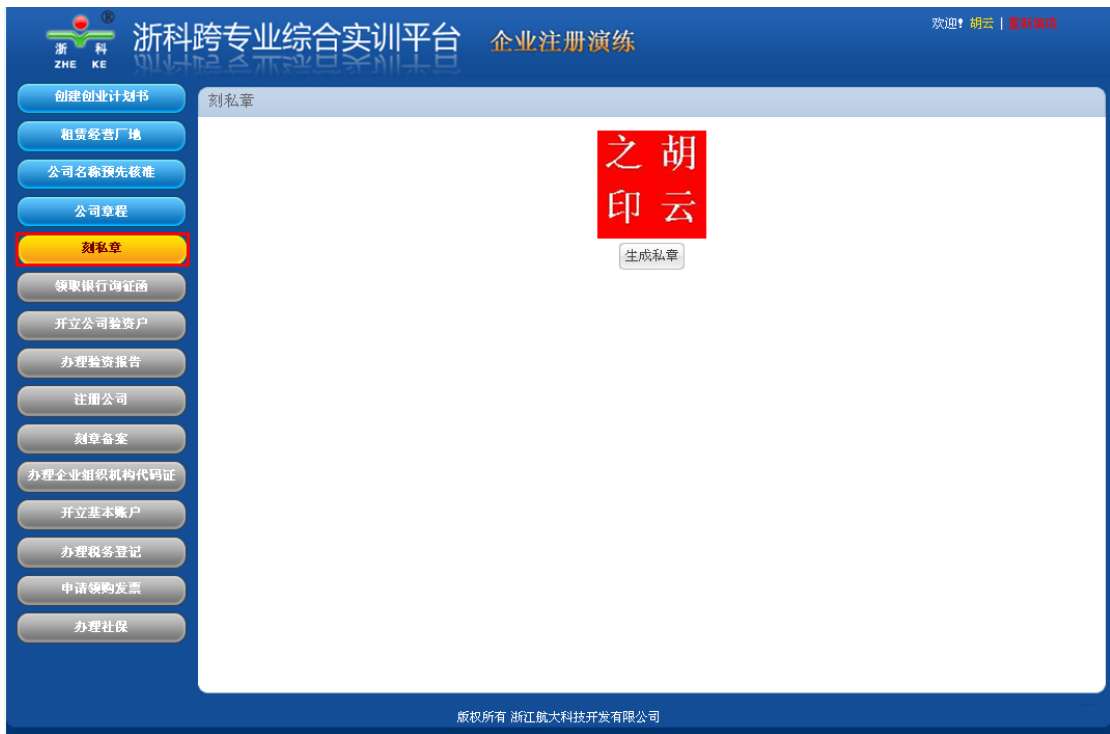 浙科
ZHE KE
®
浙科跨专业综合实训平台
企业注册演练
欢迎! 胡云 | 重新演练
创建创业计划书
租赁经营厂地
公司名称预先核准
公司章程
刻私章
领取银行询证函
开立公司验资户
办理验资报告
注册公司
刻章备案
办理企业组织机构代码证
开立基本账户
办理税务登记
申请领购发票
办理社保
刻私章
胡云
之印
生成私章
版权所有 浙江航大科技开发有限公司